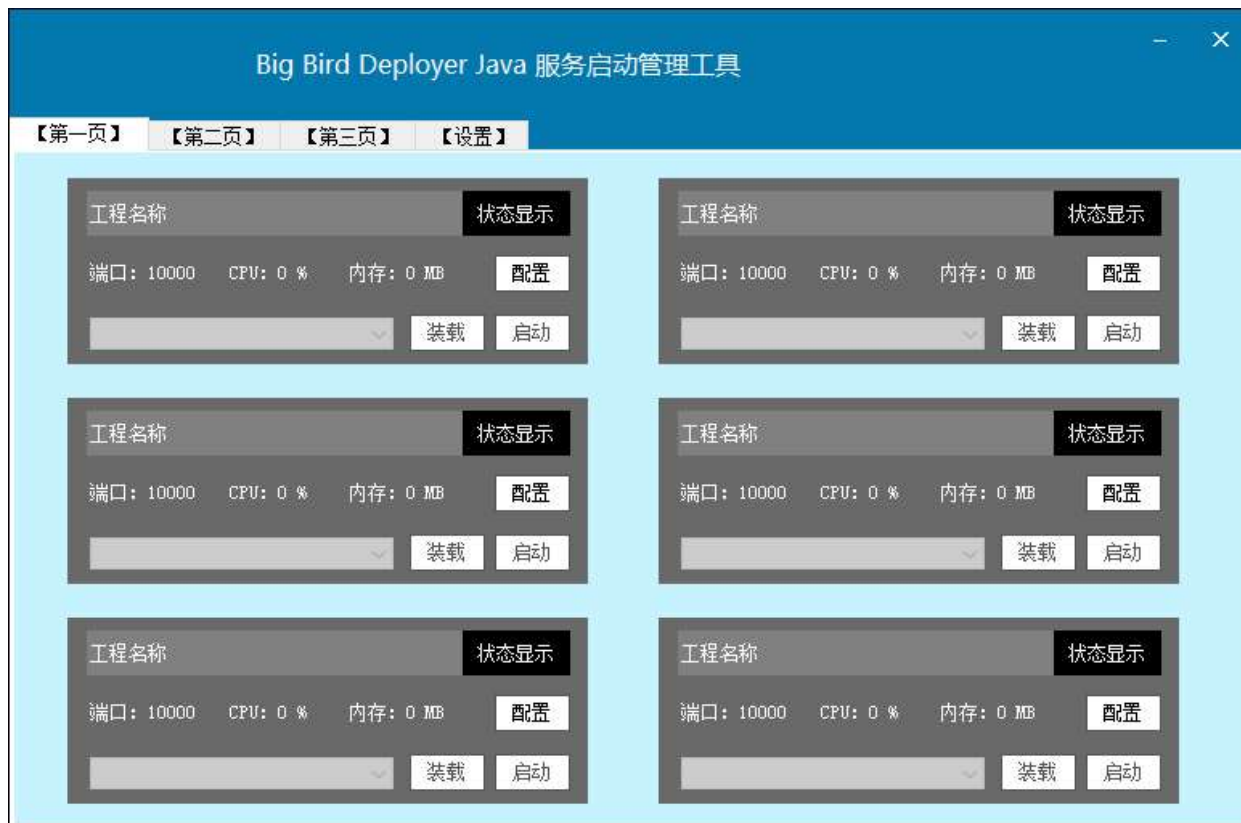 Big Bird Deployer Java 服务启动管理工具
【第一页】 【第二页】 【第三页】 【设置】
工程名称 状态显示 工程名称 状态显示
端口: 10000 CPU: 0 % 内存: 0 MB 配置 端口: 10000 CPU: 0 % 内存: 0 MB 配置
装载 启动 装载 启动
工程名称 状态显示 工程名称 状态显示
端口: 10000 CPU: 0 % 内存: 0 MB 配置 端口: 10000 CPU: 0 % 内存: 0 MB 配置
装载 启动 装载 启动
工程名称 状态显示 工程名称 状态显示
端口: 10000 CPU: 0 % 内存: 0 MB 配置 端口: 10000 CPU: 0 % 内存: 0 MB 配置
装载 启动 装载 启动